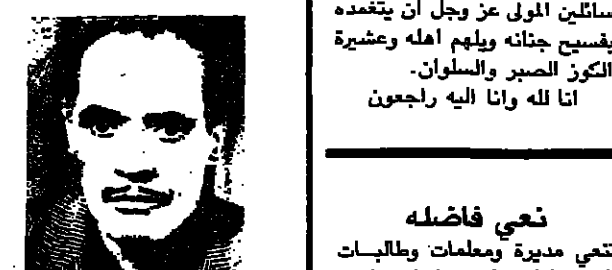 سائلين المولى عز وجل ان يتغمده
بفسيح جنانه ويلهم اهله وعشيرة
الكوز الصبر والسلوان.
انا لله وانا اليه راجعون
نعي فاضله
تنعي مديرة ومعلمات وطالبات